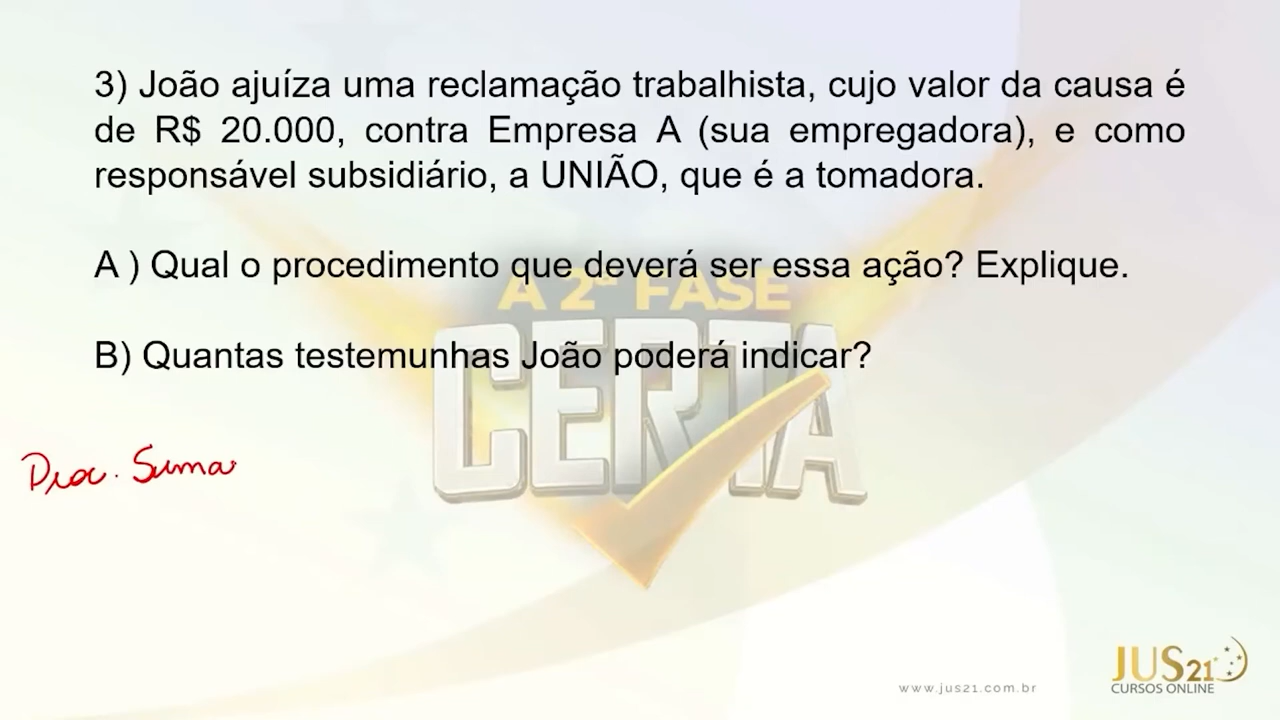 3) João ajuíza uma reclamação trabalhista, cujo valor da causa é
de R$ 20.000, contra Empresa A (sua empregadora), e como
responsável subsidiário, a UNIÃO, que é a tomadora.
A ) Qual o procedimento que deverá ser essa ação? Explique.
A 2ª FASE
CERTA
B) Quantas testemunhas João poderá indicar?
Proc. Suma
www.jus21.com.br
JUS21
CURSOS ONLINE